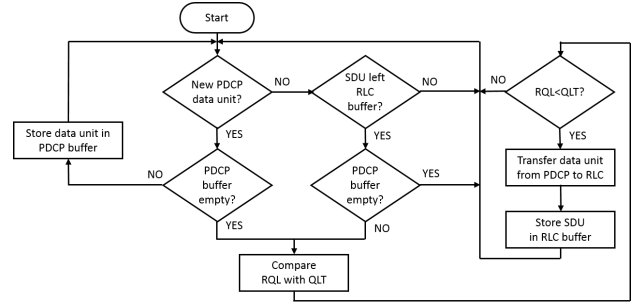 Start
New PDCP
data unit?
NO
SDU left
RLC
buffer?
NO
NO
RQL<QLT?
YES
YES
YES
Store data unit in
PDCP buffer
Transfer data unit
from PDCP to RLC
NO
PDCP
buffer
empty?
PDCP
buffer
empty?
YES
YES
NO
Store SDU
in RLC buffer
Compare
RQL with QLT